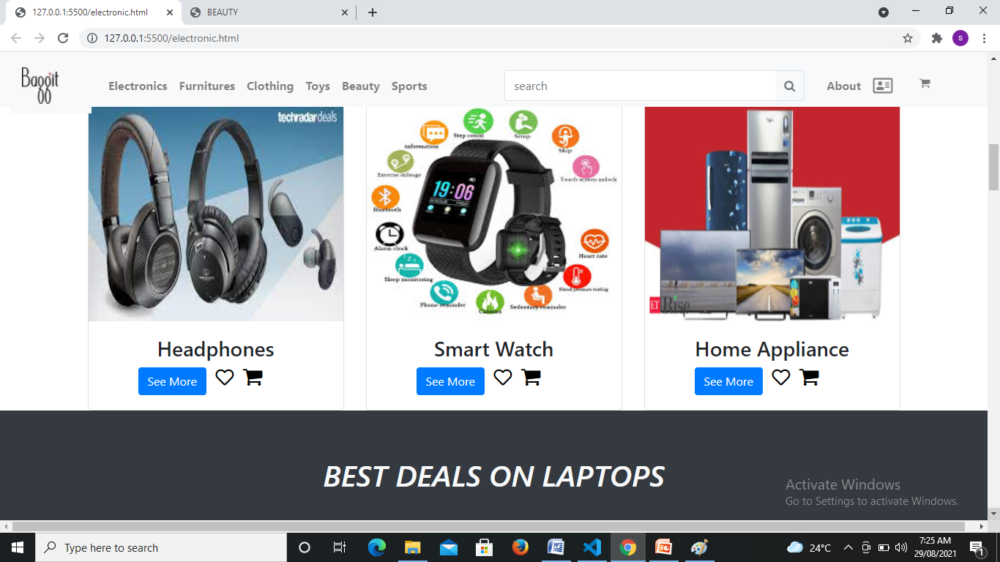 127.0.0.1:5500/electronic.html
BEAUTY
127.0.0.1:5500/electronic.html
s
Baggit
Electronics Furnitures Clothing Toys Beauty Sports
search
About
techradar deals
Step count
Situp
information
Skip
Exercise mileage
Touch screen unlock
19:06
Bluetooth
Alarm clock
Heart rate
Sleep monitoring
Blood pressure testing
Phone reminder
Calories
Sedentary reminder
ET Rise
Headphones
Smart Watch
Home Appliance
See More
See More
See More
BEST DEALS ON LAPTOPS
Activate Windows
Go to Settings to activate Windows.
Type here to search
24°C
7:25 AM
29/08/2021
1